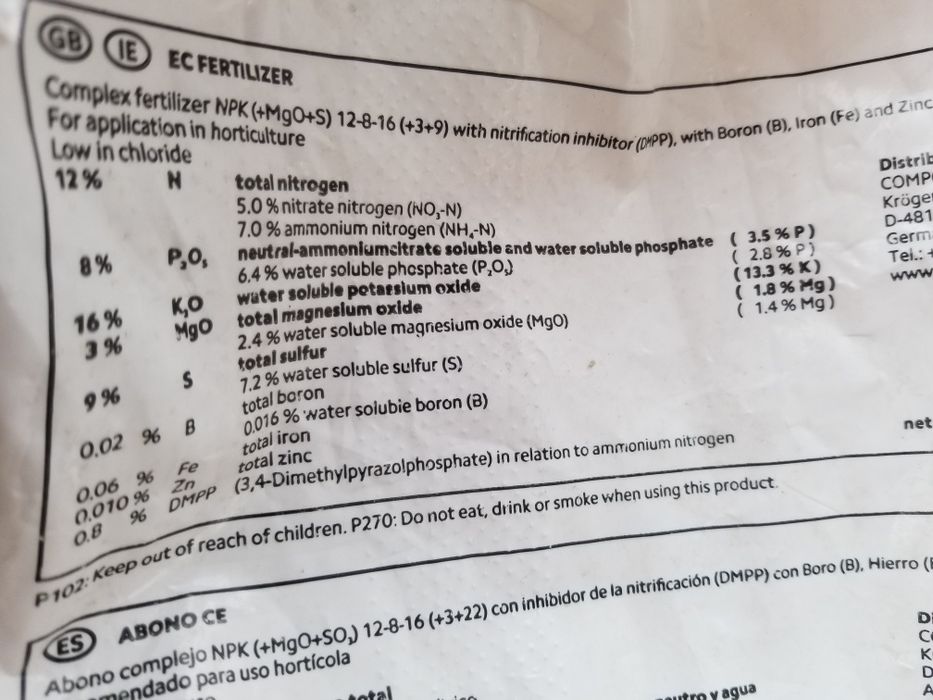 GB IE EC FERTILIZER
Complex fertilizer NPK (+MgO+S) 12-8-16 (+3+9) with nitrification inhibitor (DMPP), with Boron (B), Iron (Fe) and Zinc
For application in horticulture
Low in chloride
12 % N total nitrogen
5.0 % nitrate nitrogen (NO₃-N)
7.0 % ammonium nitrogen (NH₄-N)
8 % P₂O₅ neutral-ammoniumcitrate soluble and water soluble phosphate ( 3.5 % P )
6.4 % water soluble phosphate (P₂O₅) ( 2.8 % P )
16 % K₂O water soluble potassium oxide ( 13.3 % K )
3 % MgO total magnesium oxide ( 1.8 % Mg )
2.4 % water soluble magnesium oxide (MgO) ( 1.4 % Mg )
9 % S total sulfur
7.2 % water soluble sulfur (S)
0.02 % B total boron
0.016 % water soluble boron (B)
0.06 % Fe total iron
0.010 % Zn total zinc
0.8 % DMPP (3,4-Dimethylpyrazolphosphate) in relation to ammonium nitrogen
P102: Keep out of reach of children. P270: Do not eat, drink or smoke when using this product.
Distrib
COMP
Kröge
D-481
Germ
Tel.: +
www
net
ES ABONO CE
Abono complejo NPK (+MgO+SO₃) 12-8-16 (+3+22) con inhibidor de la nitrificación (DMPP) con Boro (B), Hierro (
mendado para uso hortícola
total
neutro y agua